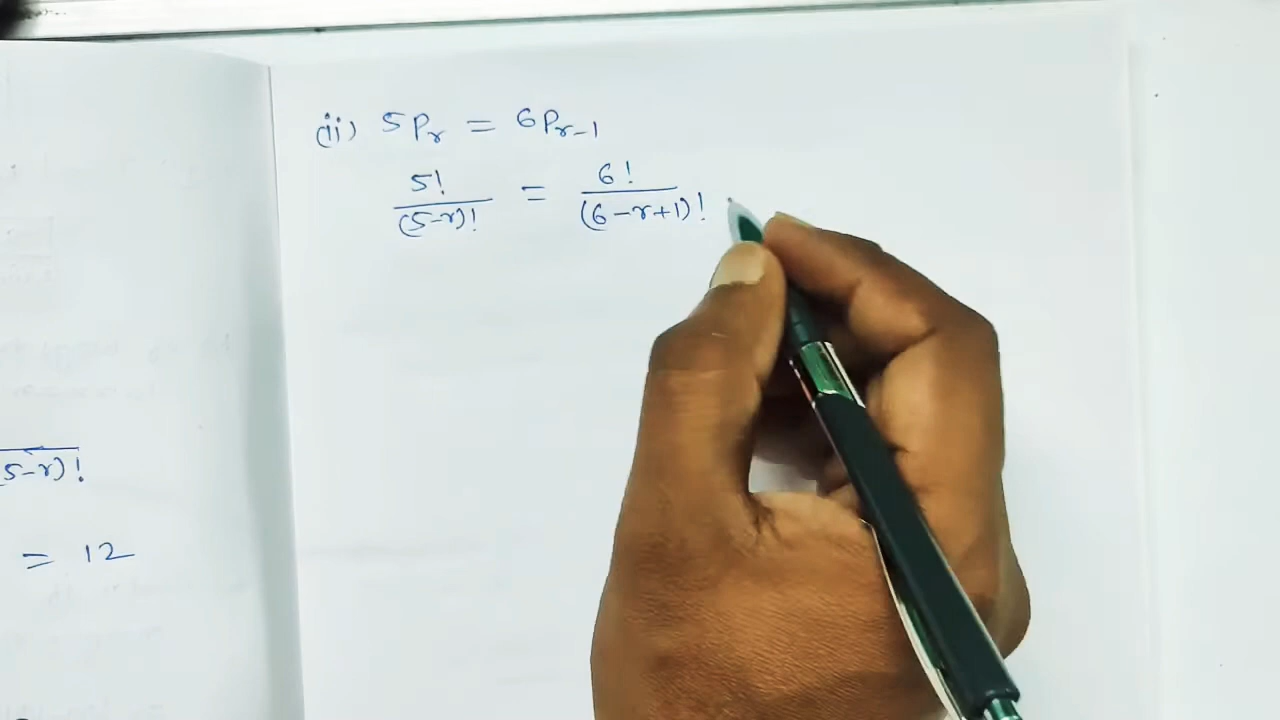 (ii) 5Pr = 6Pr-1
5!/(5-r)! = 6!/(6-r+1)!
5-r)!
= 12